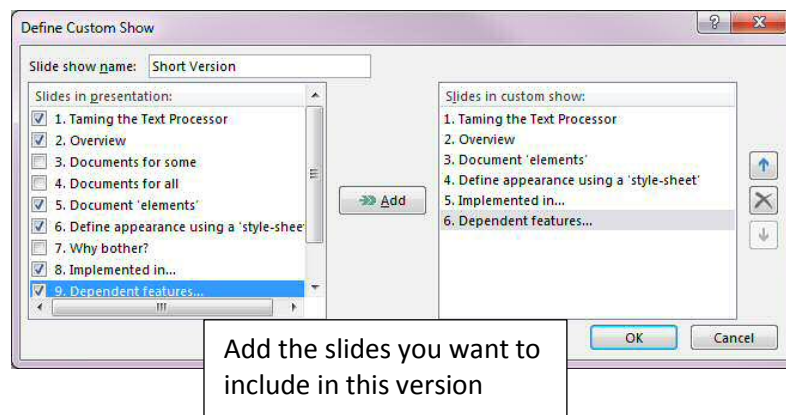 Define Custom Show
Slide show name: Short Version
Slides in presentation:
1. Taming the Text Processor
2. Overview
3. Documents for some
4. Documents for all
5. Document 'elements'
6. Define appearance using a 'style-shee
7. Why bother?
8. Implemented in...
9. Dependent features...
Add
Slides in custom show:
1. Taming the Text Processor
2. Overview
3. Document 'elements'
4. Define appearance using a 'style-sheet'
5. Implemented in...
6. Dependent features...
OK Cancel
Add the slides you want to
include in this version